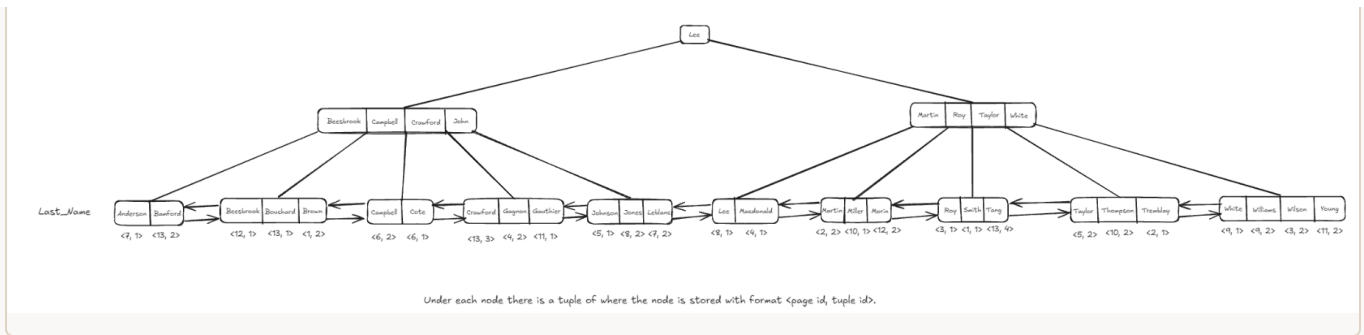 Lee
Beesbrook Campbell Crawford John
Martin Roy Taylor White
Last_Name
Anderson Bamford
Beesbrook Bouchard Brown
Campbell Cote
Crawford Gagnon Gauthier
Johnson Jones Leblanc
Lee Macdonald
Martin Miller Morin
Roy Smith Tang
Taylor Thompson Tremblay
White Williams Wilson Young
<7, 1> <13, 2>
<12, 1> <13, 1> <1, 2>
<6, 2> <6, 1>
<13, 3> <4, 2> <11, 1>
<5, 1> <8, 2> <7, 2>
<8, 1> <4, 1>
<2, 2> <10, 1> <12, 2>
<3, 1> <1, 1> <13, 4>
<5, 2> <10, 2> <2, 1>
<9, 1> <9, 2> <3, 2> <11, 2>
Under each node there is a tuple of where the node is stored with format <page id, tuple id>.